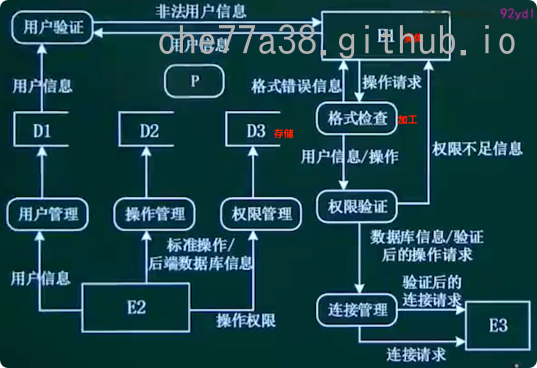 92ydl
非法用户信息
用户验证
用户信息
E1
ohe77a38.github.io
P
格式错误信息
操作请求
用户信息
D1
D2
D3
存储
格式检查
加工
用户信息/操作
权限不足信息
用户管理
操作管理
权限管理
权限验证
标准操作/
后端数据库信息
数据库信息/验证
后的操作请求
用户信息
E2
操作权限
验证后的
连接请求
连接管理
E3
连接请求